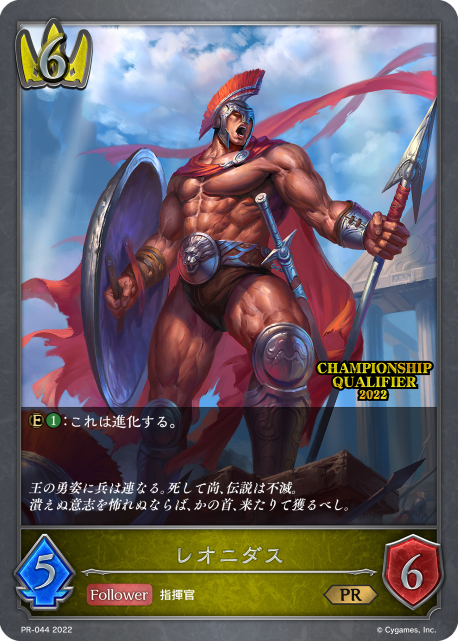 6
CHAMPIONSHIP
QUALIFIER
2022
E 1：これは進化する。
王の勇姿に兵は連なる。死して尚、伝説は不滅。
潰えぬ意志を怖れぬならば、かの首、来たりて獲るべし。
レオニダス
5
Follower 指揮官 PR
6
PR-044 2022 © Cygames, Inc.